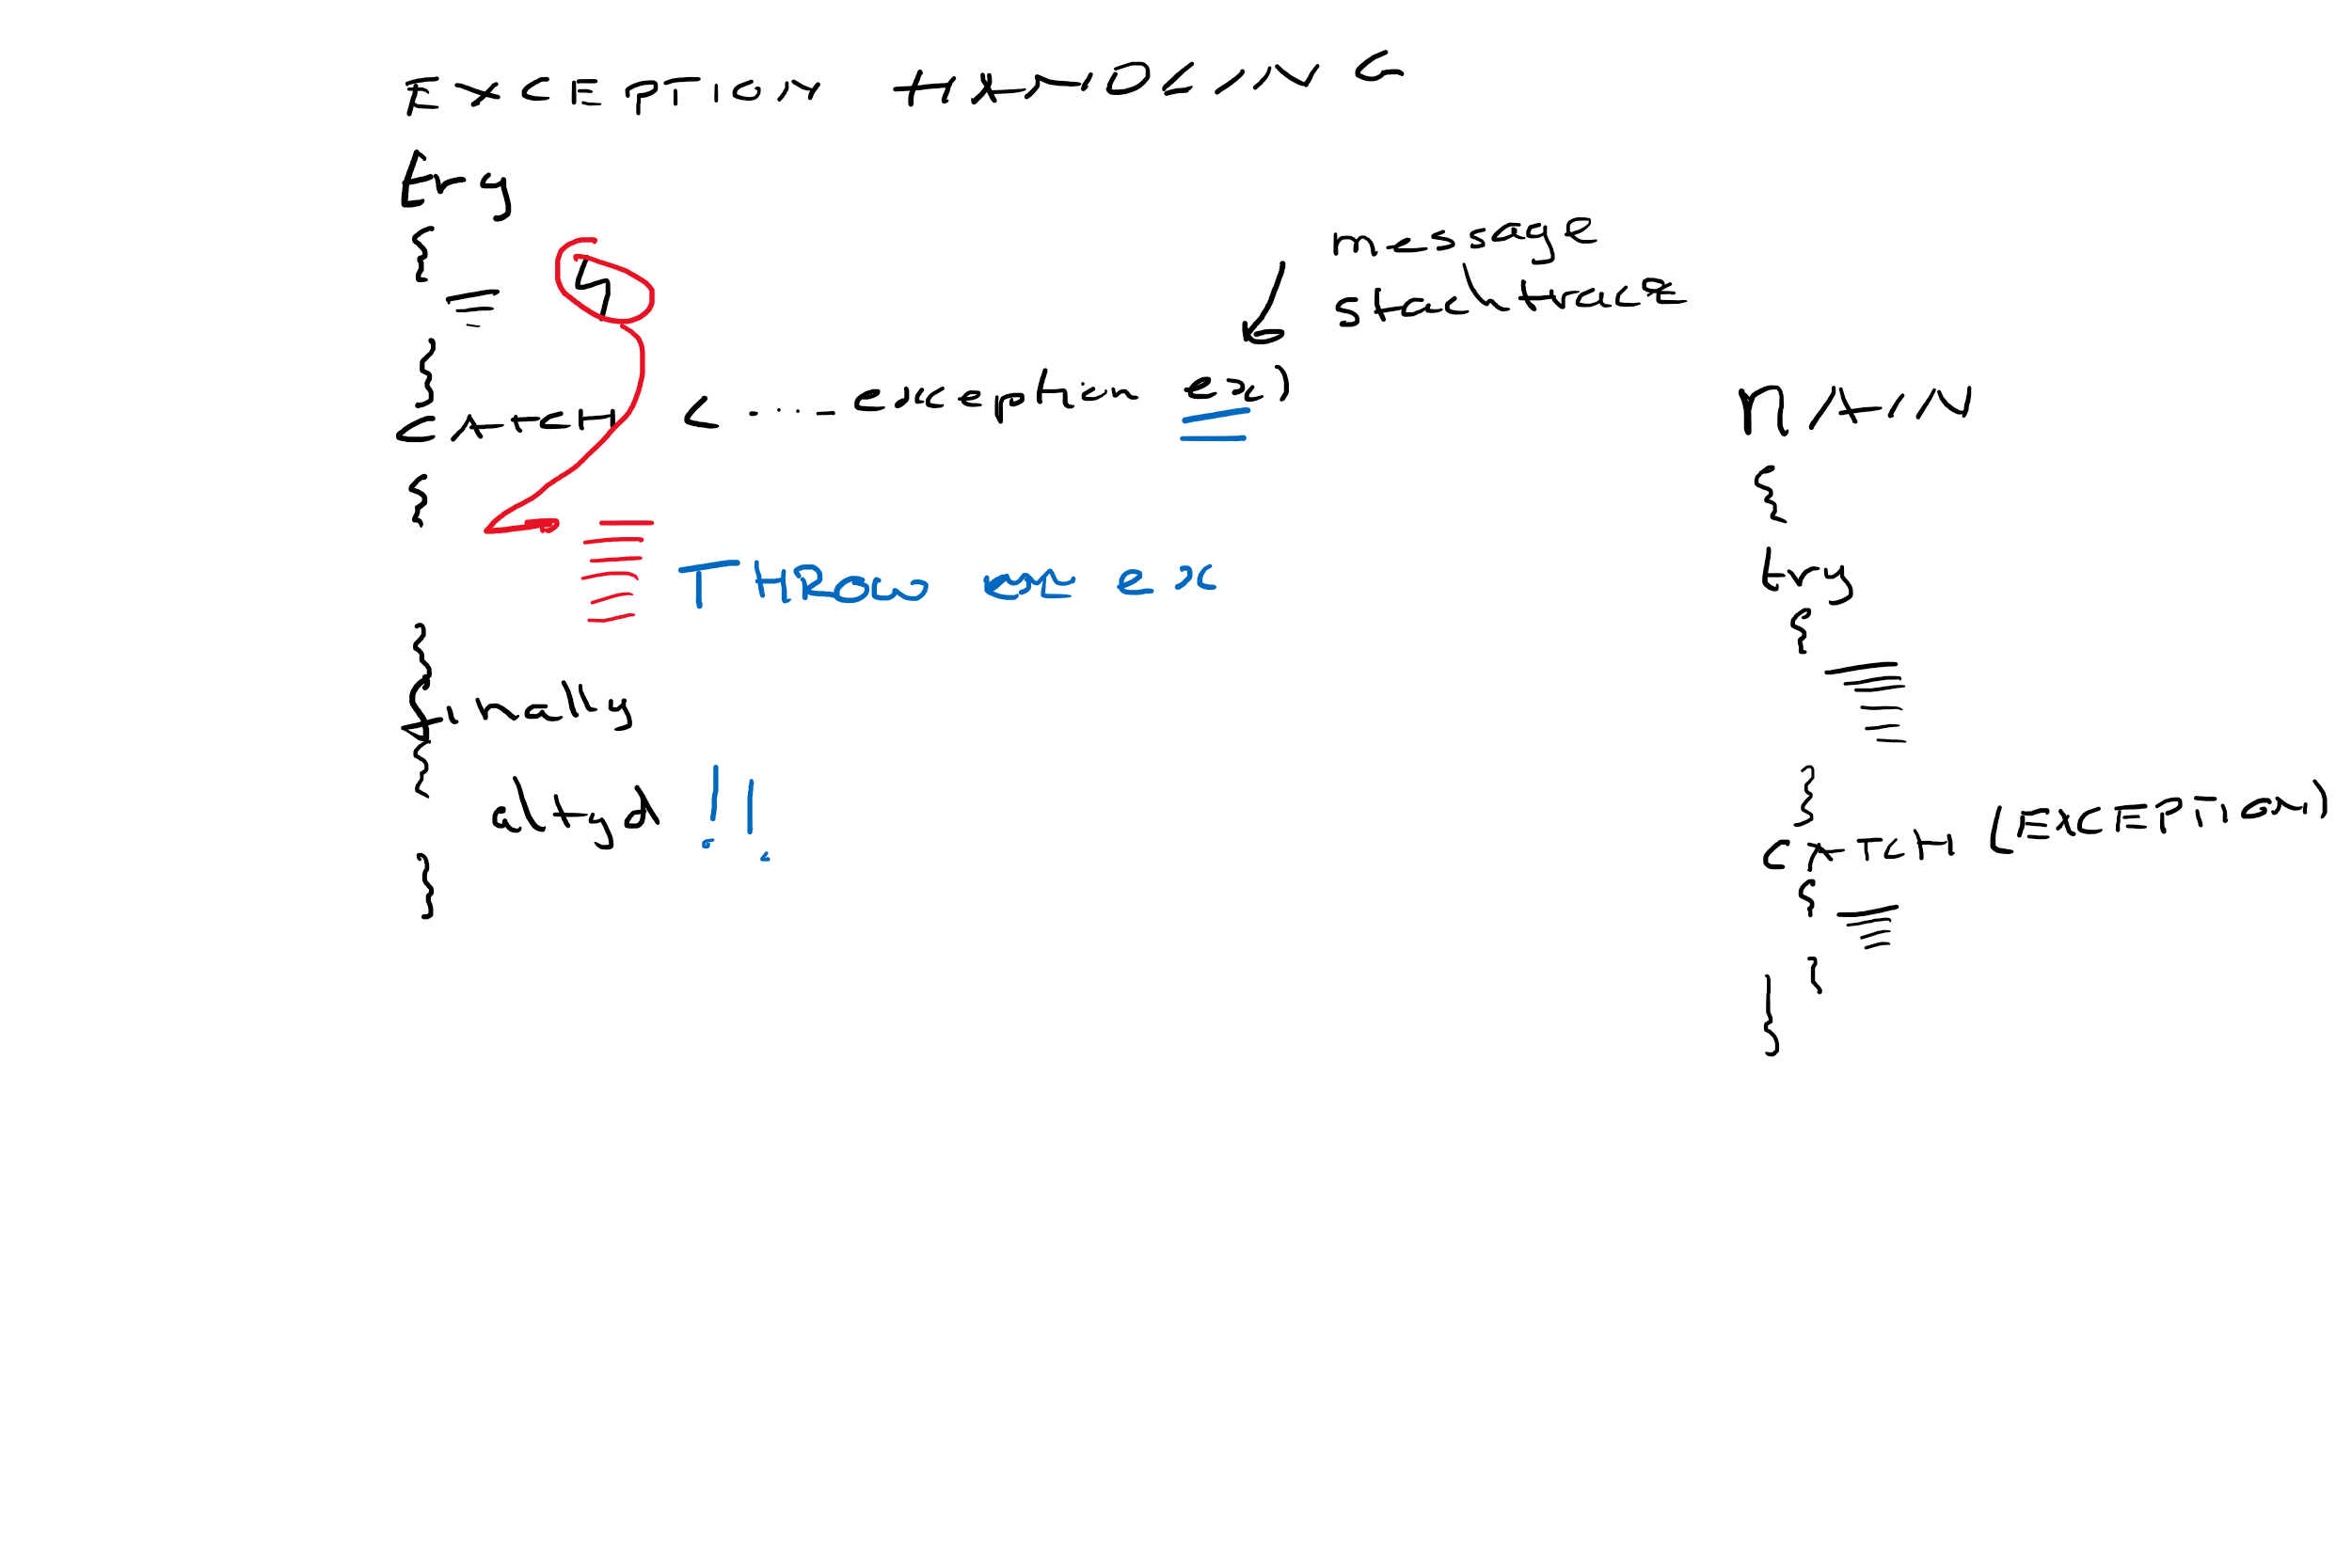 EXCEPTION HANDLING
try
{
}
CATCH (...exception ex)
message
stacktrace
{
THROW ex
}
finally
{
altyd !!
}
MAIN
{
try
{
}
CATCH (EXCEPTION)
{
}
}